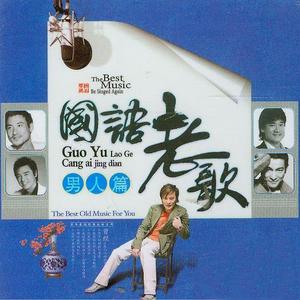 The Best
Music
Be Singed Again
國語老歌
Guo Yu Lao Ge
Cang ai jing dian
男人篇
The Best Old Music For You